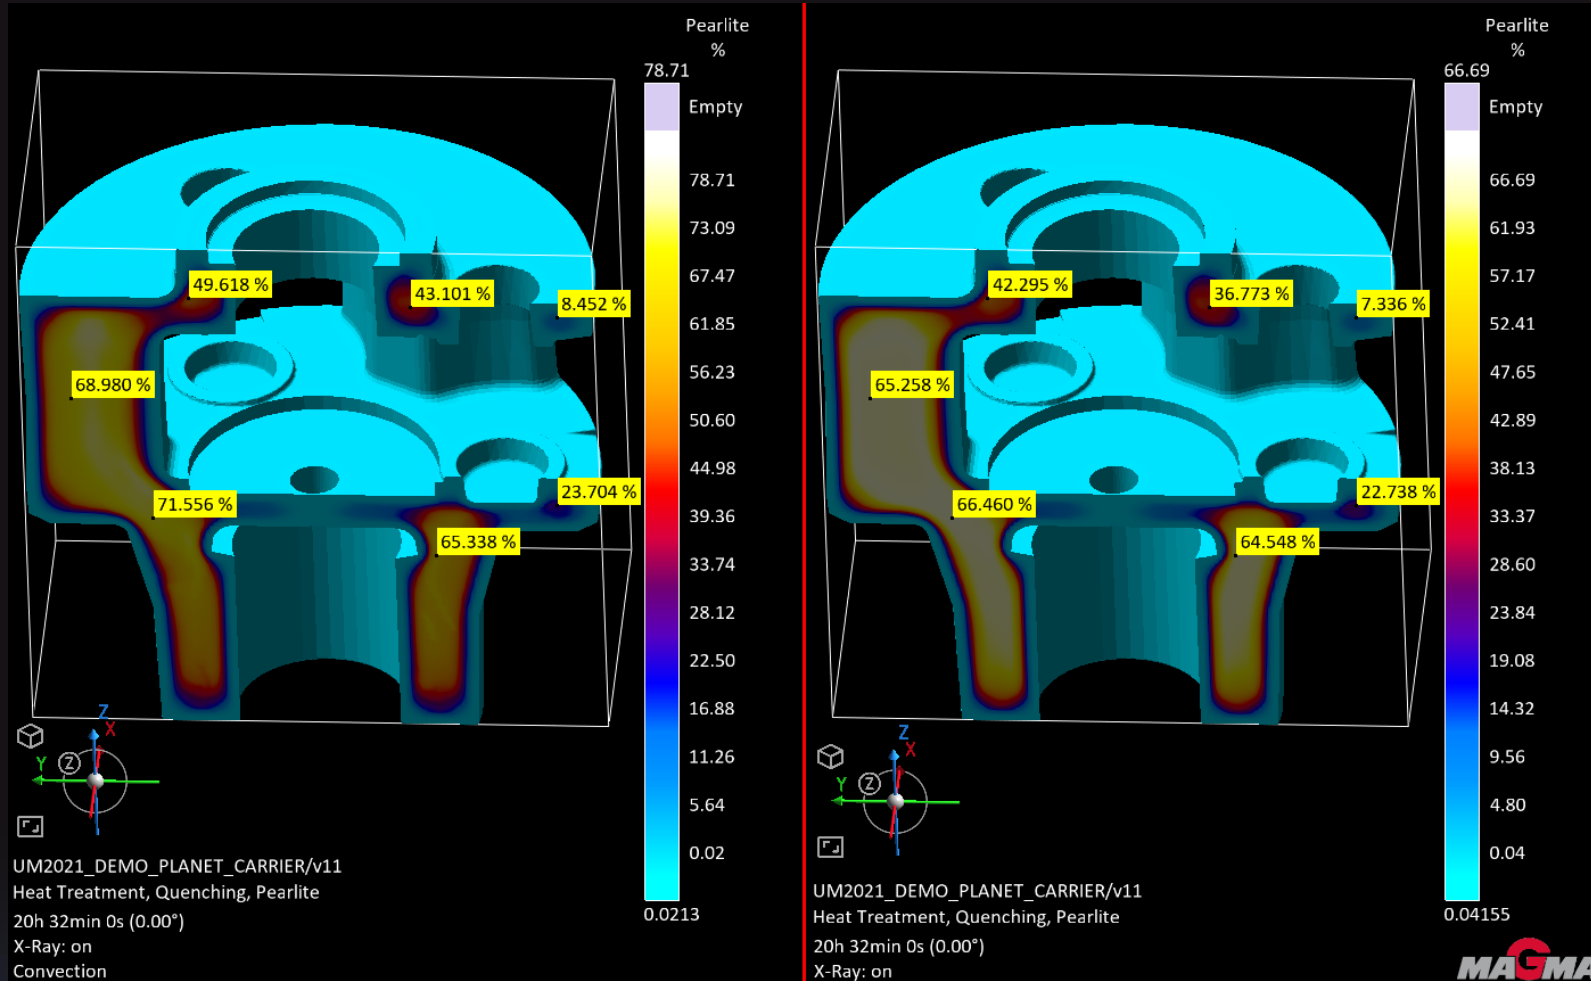 Pearlite
%
78.71
Empty
78.71
73.09
67.47
61.85
56.23
50.60
44.98
39.36
33.74
28.12
22.50
16.88
11.26
5.64
0.02
0.0213
49.618 %
43.101 %
8.452 %
68.980 %
71.556 %
23.704 %
65.338 %
Z
X
Y
Z
UM2021_DEMO_PLANET_CARRIER/v11
Heat Treatment, Quenching, Pearlite
20h 32min 0s (0.00°)
X-Ray: on
Convection
Pearlite
%
66.69
Empty
66.69
61.93
57.17
52.41
47.65
42.89
38.13
33.37
28.60
23.84
19.08
14.32
9.56
4.80
0.04
0.04155
42.295 %
36.773 %
7.336 %
65.258 %
66.460 %
22.738 %
64.548 %
Z
X
Y
Z
UM2021_DEMO_PLANET_CARRIER/v11
Heat Treatment, Quenching, Pearlite
20h 32min 0s (0.00°)
X-Ray: on
MAGMA